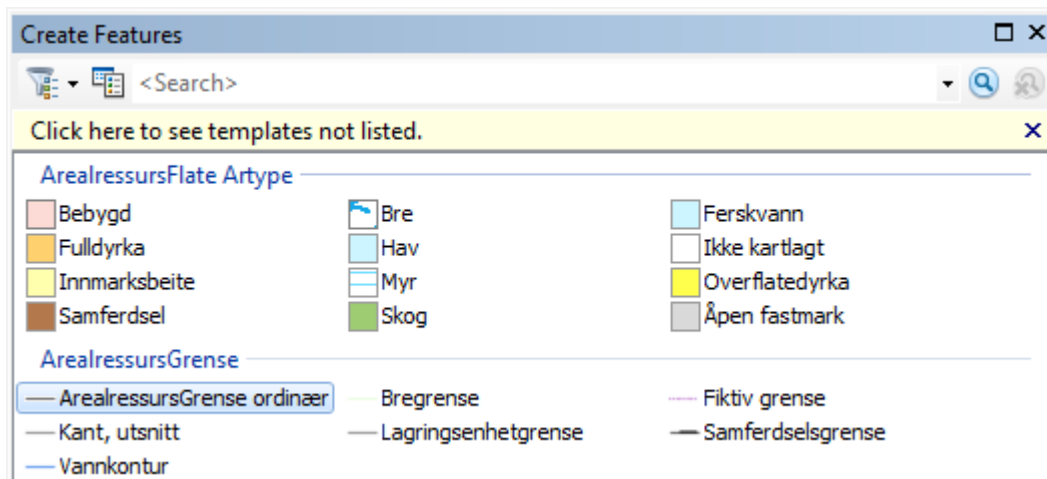 Create Features
<Search>
Click here to see templates not listed.
ArealressursFlate Artype
Bebygd Bre Ferskvann
Fulldyrka Hav Ikke kartlagt
Innmarksbeite Myr Overflatedyrka
Samferdsel Skog Åpen fastmark
ArealressursGrense
ArealressursGrense ordinær Bregrense Fiktiv grense
Kant, utsnitt Lagringsenhetgrense Samferdselsgrense
Vannkontur